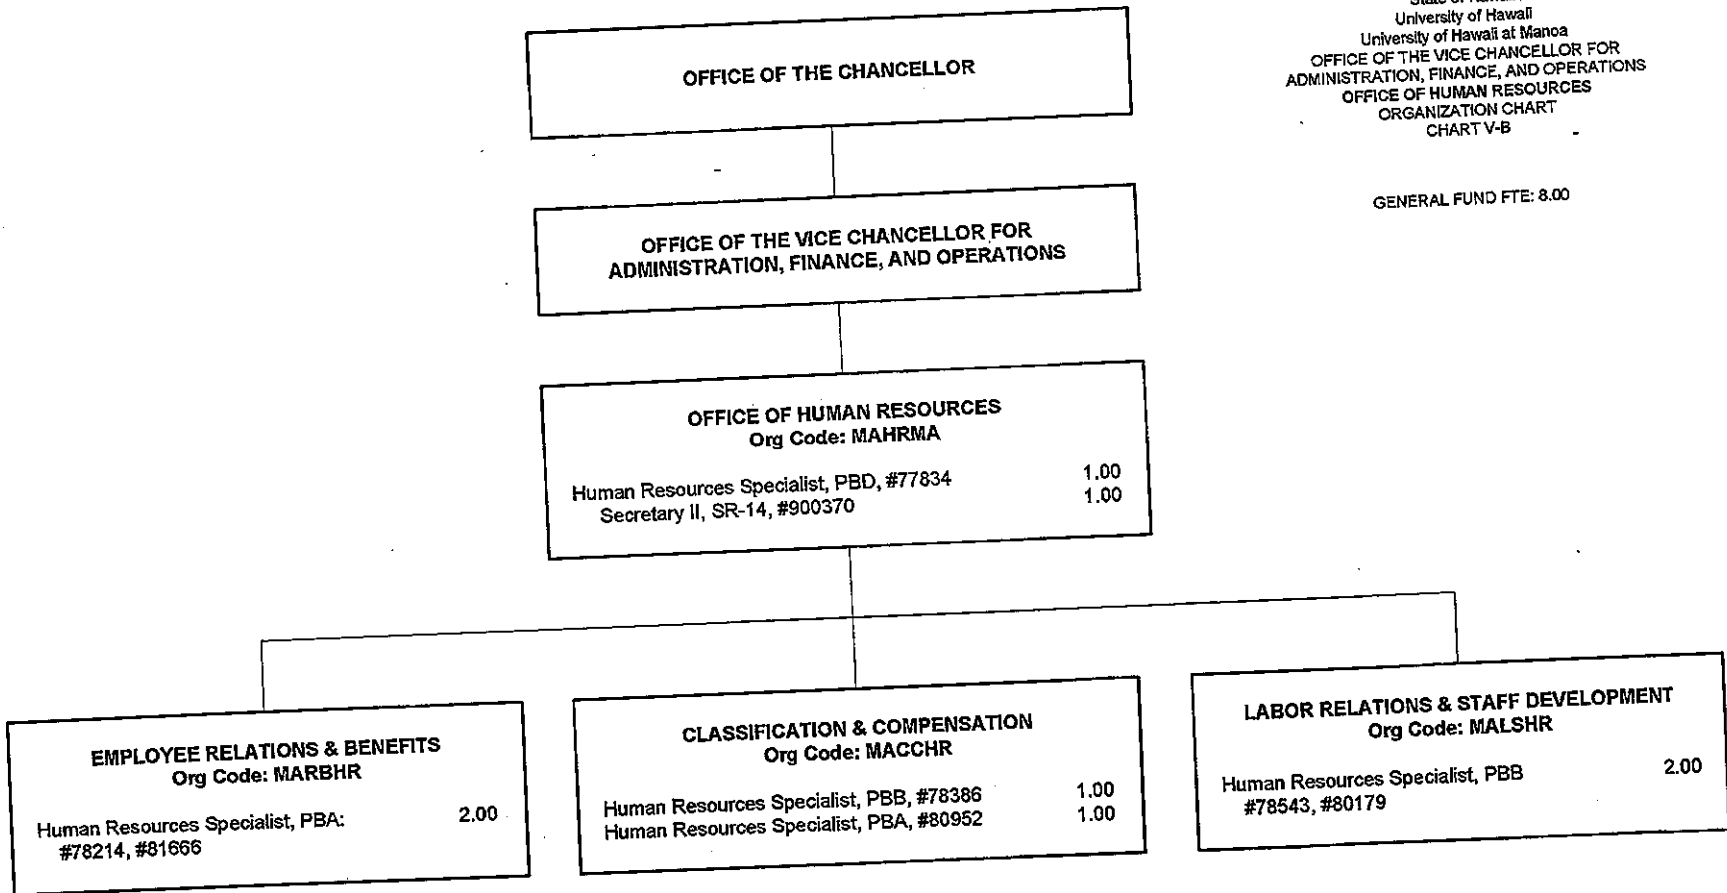 University of Hawaii
University of Hawaii at Manoa
OFFICE OF THE VICE CHANCELLOR FOR
ADMINISTRATION, FINANCE, AND OPERATIONS
OFFICE OF HUMAN RESOURCES
ORGANIZATION CHART
CHART V-B
GENERAL FUND FTE: 8.00
OFFICE OF THE CHANCELLOR
OFFICE OF THE VICE CHANCELLOR FOR
ADMINISTRATION, FINANCE, AND OPERATIONS
OFFICE OF HUMAN RESOURCES
Org Code: MAHRMA
Human Resources Specialist, PBD, #77834 1.00
Secretary II, SR-14, #900370 1.00
EMPLOYEE RELATIONS & BENEFITS
Org Code: MARBHR
Human Resources Specialist, PBA: 2.00
#78214, #81666
CLASSIFICATION & COMPENSATION
Org Code: MACCHR
Human Resources Specialist, PBB, #78386 1.00
Human Resources Specialist, PBA, #80952 1.00
LABOR RELATIONS & STAFF DEVELOPMENT
Org Code: MALSHR
Human Resources Specialist, PBB 2.00
#78543, #80179